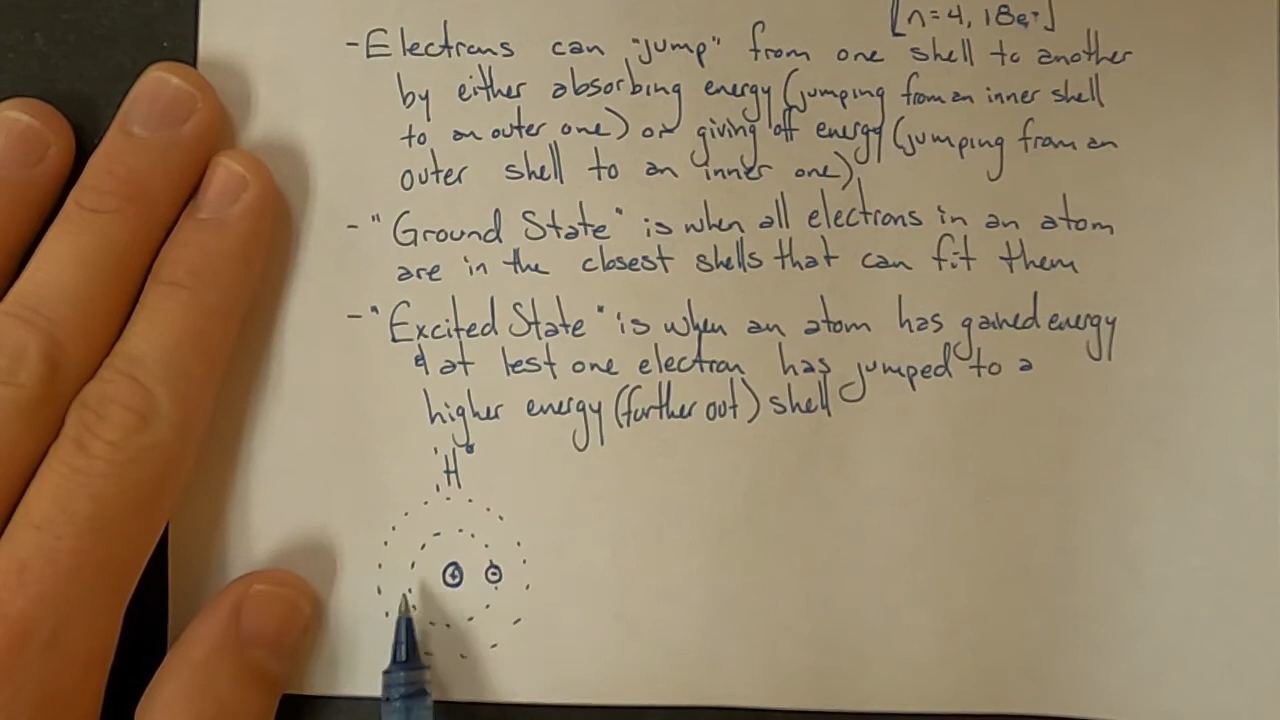 [n=4, 18e⁻]
-Electrons can "jump" from one shell to another
by either absorbing energy (jumping from an inner shell
to an outer one) or giving off energy (jumping from an
outer shell to an inner one)
- "Ground State" is when all electrons in an atom
are in the closest shells that can fit them
- "Excited State" is when an atom has gained energy
& at lest one electron has jumped to a
higher energy (further out) shell
H
+ -